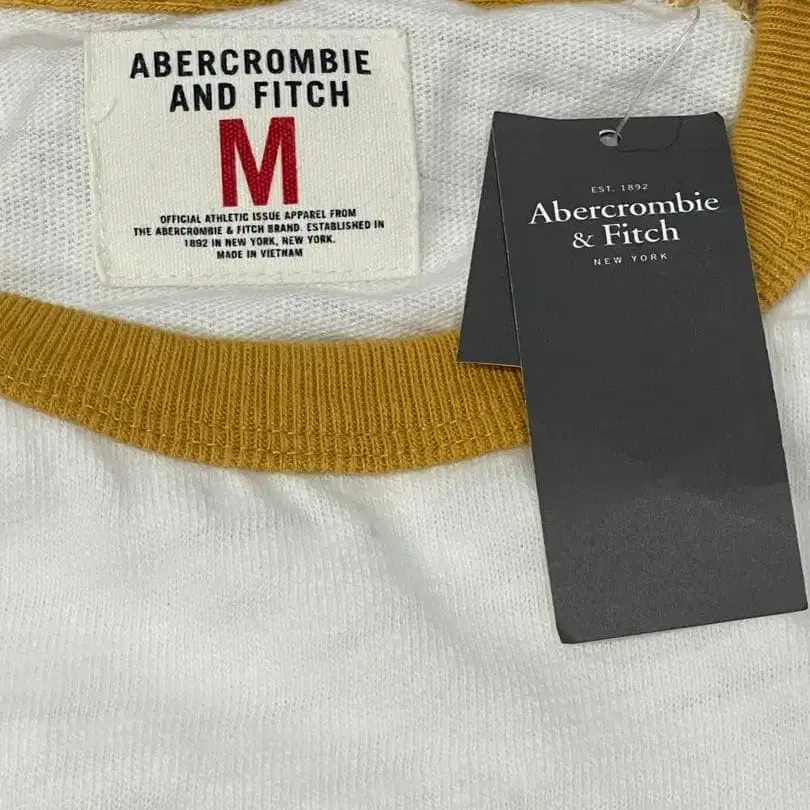 ABERCROMBIE
AND FITCH
M
OFFICIAL ATHLETIC ISSUE APPAREL FROM
THE ABERCROMBIE & FITCH BRAND. ESTABLISHED IN
1892 IN NEW YORK, NEW YORK.
MADE IN VIETNAM
EST. 1892
Abercrombie
& Fitch
NEW YORK